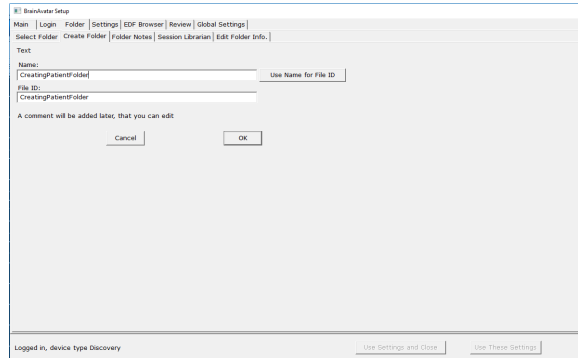 BrainAvatar Setup
Main Login Folder Settings EDF Browser Review Global Settings
Select Folder Create Folder Folder Notes Session Librarian Edit Folder Info.
Text
Name:
CreatingPatientFolder Use Name for File ID
File ID:
CreatingPatientFolder
A comment will be added later, that you can edit
Cancel OK
Logged in, device type Discovery Use Settings and Close Use These Settings